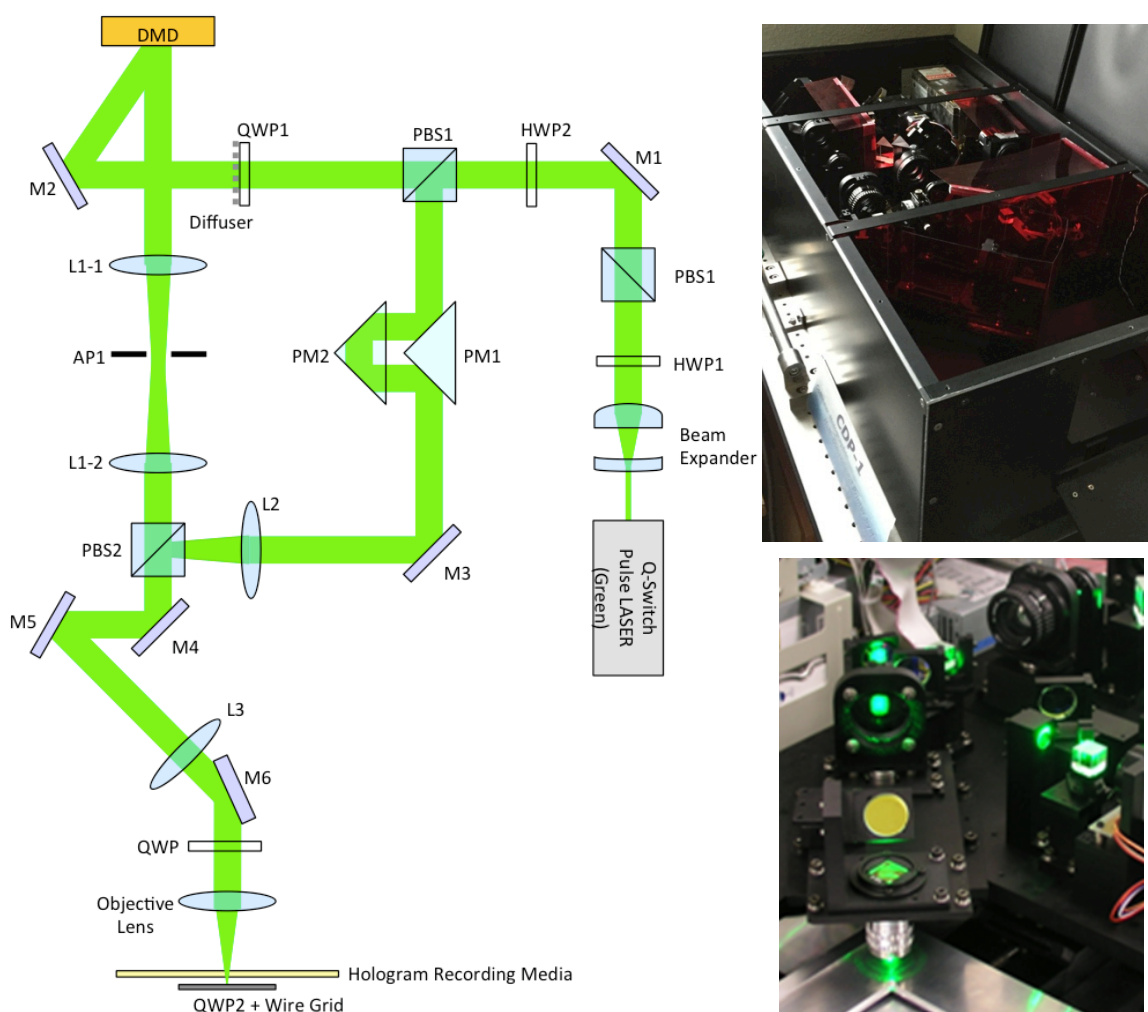 DMD
QWP1
PBS1
HWP2
M1
M2
Diffuser
L1-1
PBS1
AP1
PM2
PM1
HWP1
Beam
Expander
L1-2
L2
PBS2
M3
Q-Switch
Pulse LASER
(Green)
M5
M4
L3
M6
QWP
Objective
Lens
Hologram Recording Media
QWP2 + Wire Grid
CDP-1